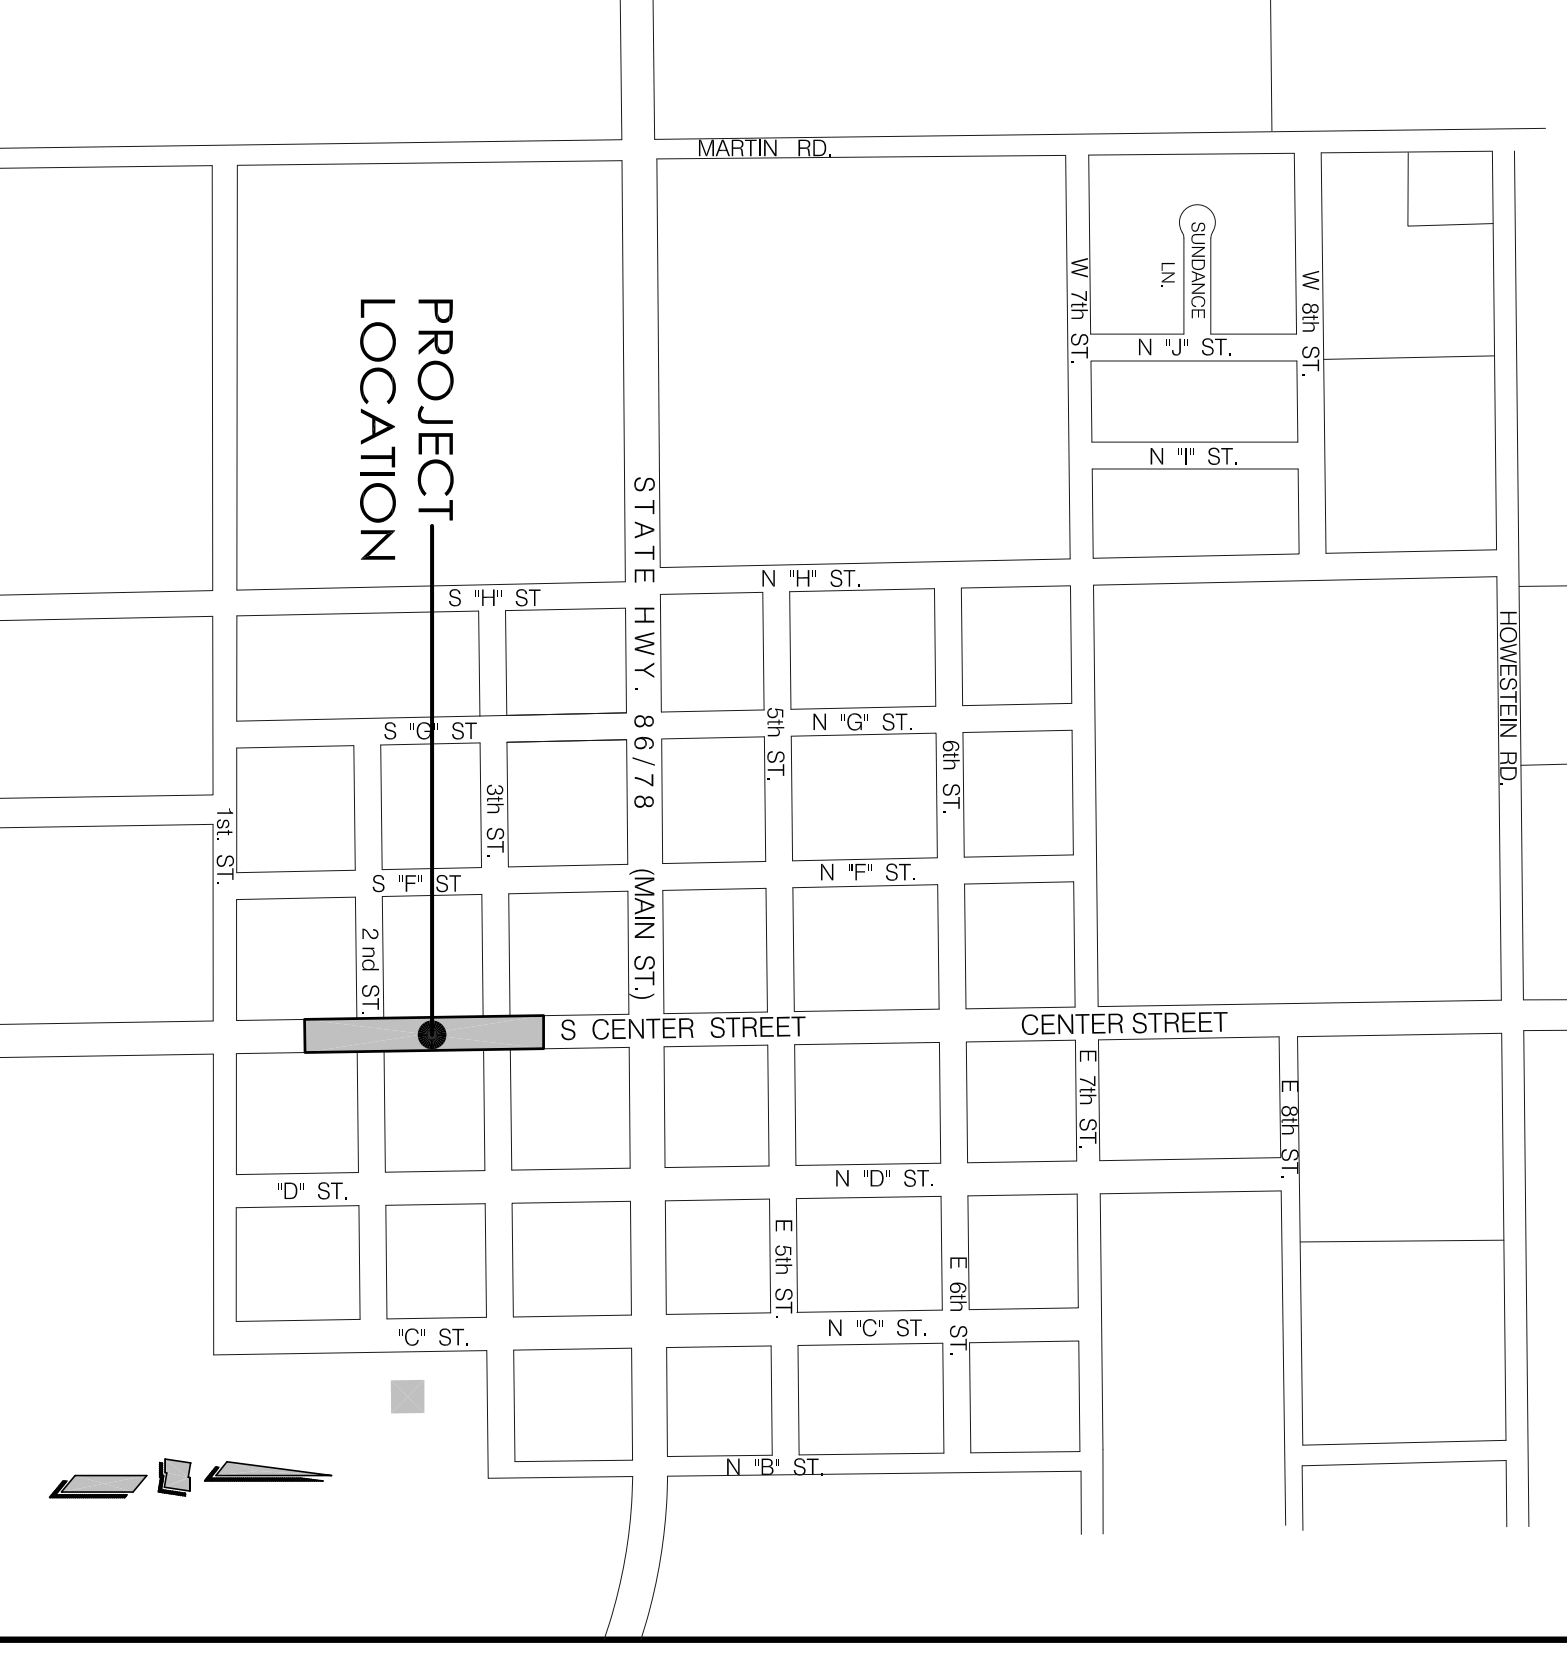 MARTIN RD.
SUNDANCE
LN.
W 7th ST.
W 8th ST.
N "J" ST.
N "I" ST.
PROJECT
LOCATION
STATE HWY. 86/78 (MAIN ST.)
N "H" ST.
S "H" ST
HOWESTEIN RD.
S "G" ST
N "G" ST.
5th ST.
6th ST.
3th ST.
1st. ST.
S "F" ST
N "F" ST.
2nd ST.
S CENTER STREET
CENTER STREET
E 7th ST.
E 8th ST.
"D" ST.
N "D" ST.
E 5th ST.
E 6th ST.
"C" ST.
N "C" ST.
N "B" ST.